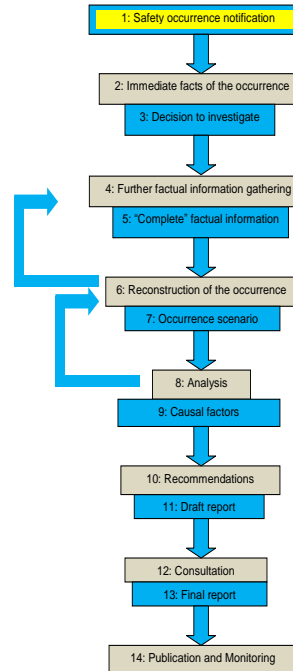 1: Safety occurrence notification
2: Immediate facts of the occurrence
3: Decision to investigate
4: Further factual information gathering
5: “Complete” factual information
6: Reconstruction of the occurrence
7: Occurrence scenario
8: Analysis
9: Causal factors
10: Recommendations
11: Draft report
12: Consultation
13: Final report
14: Publication and Monitoring